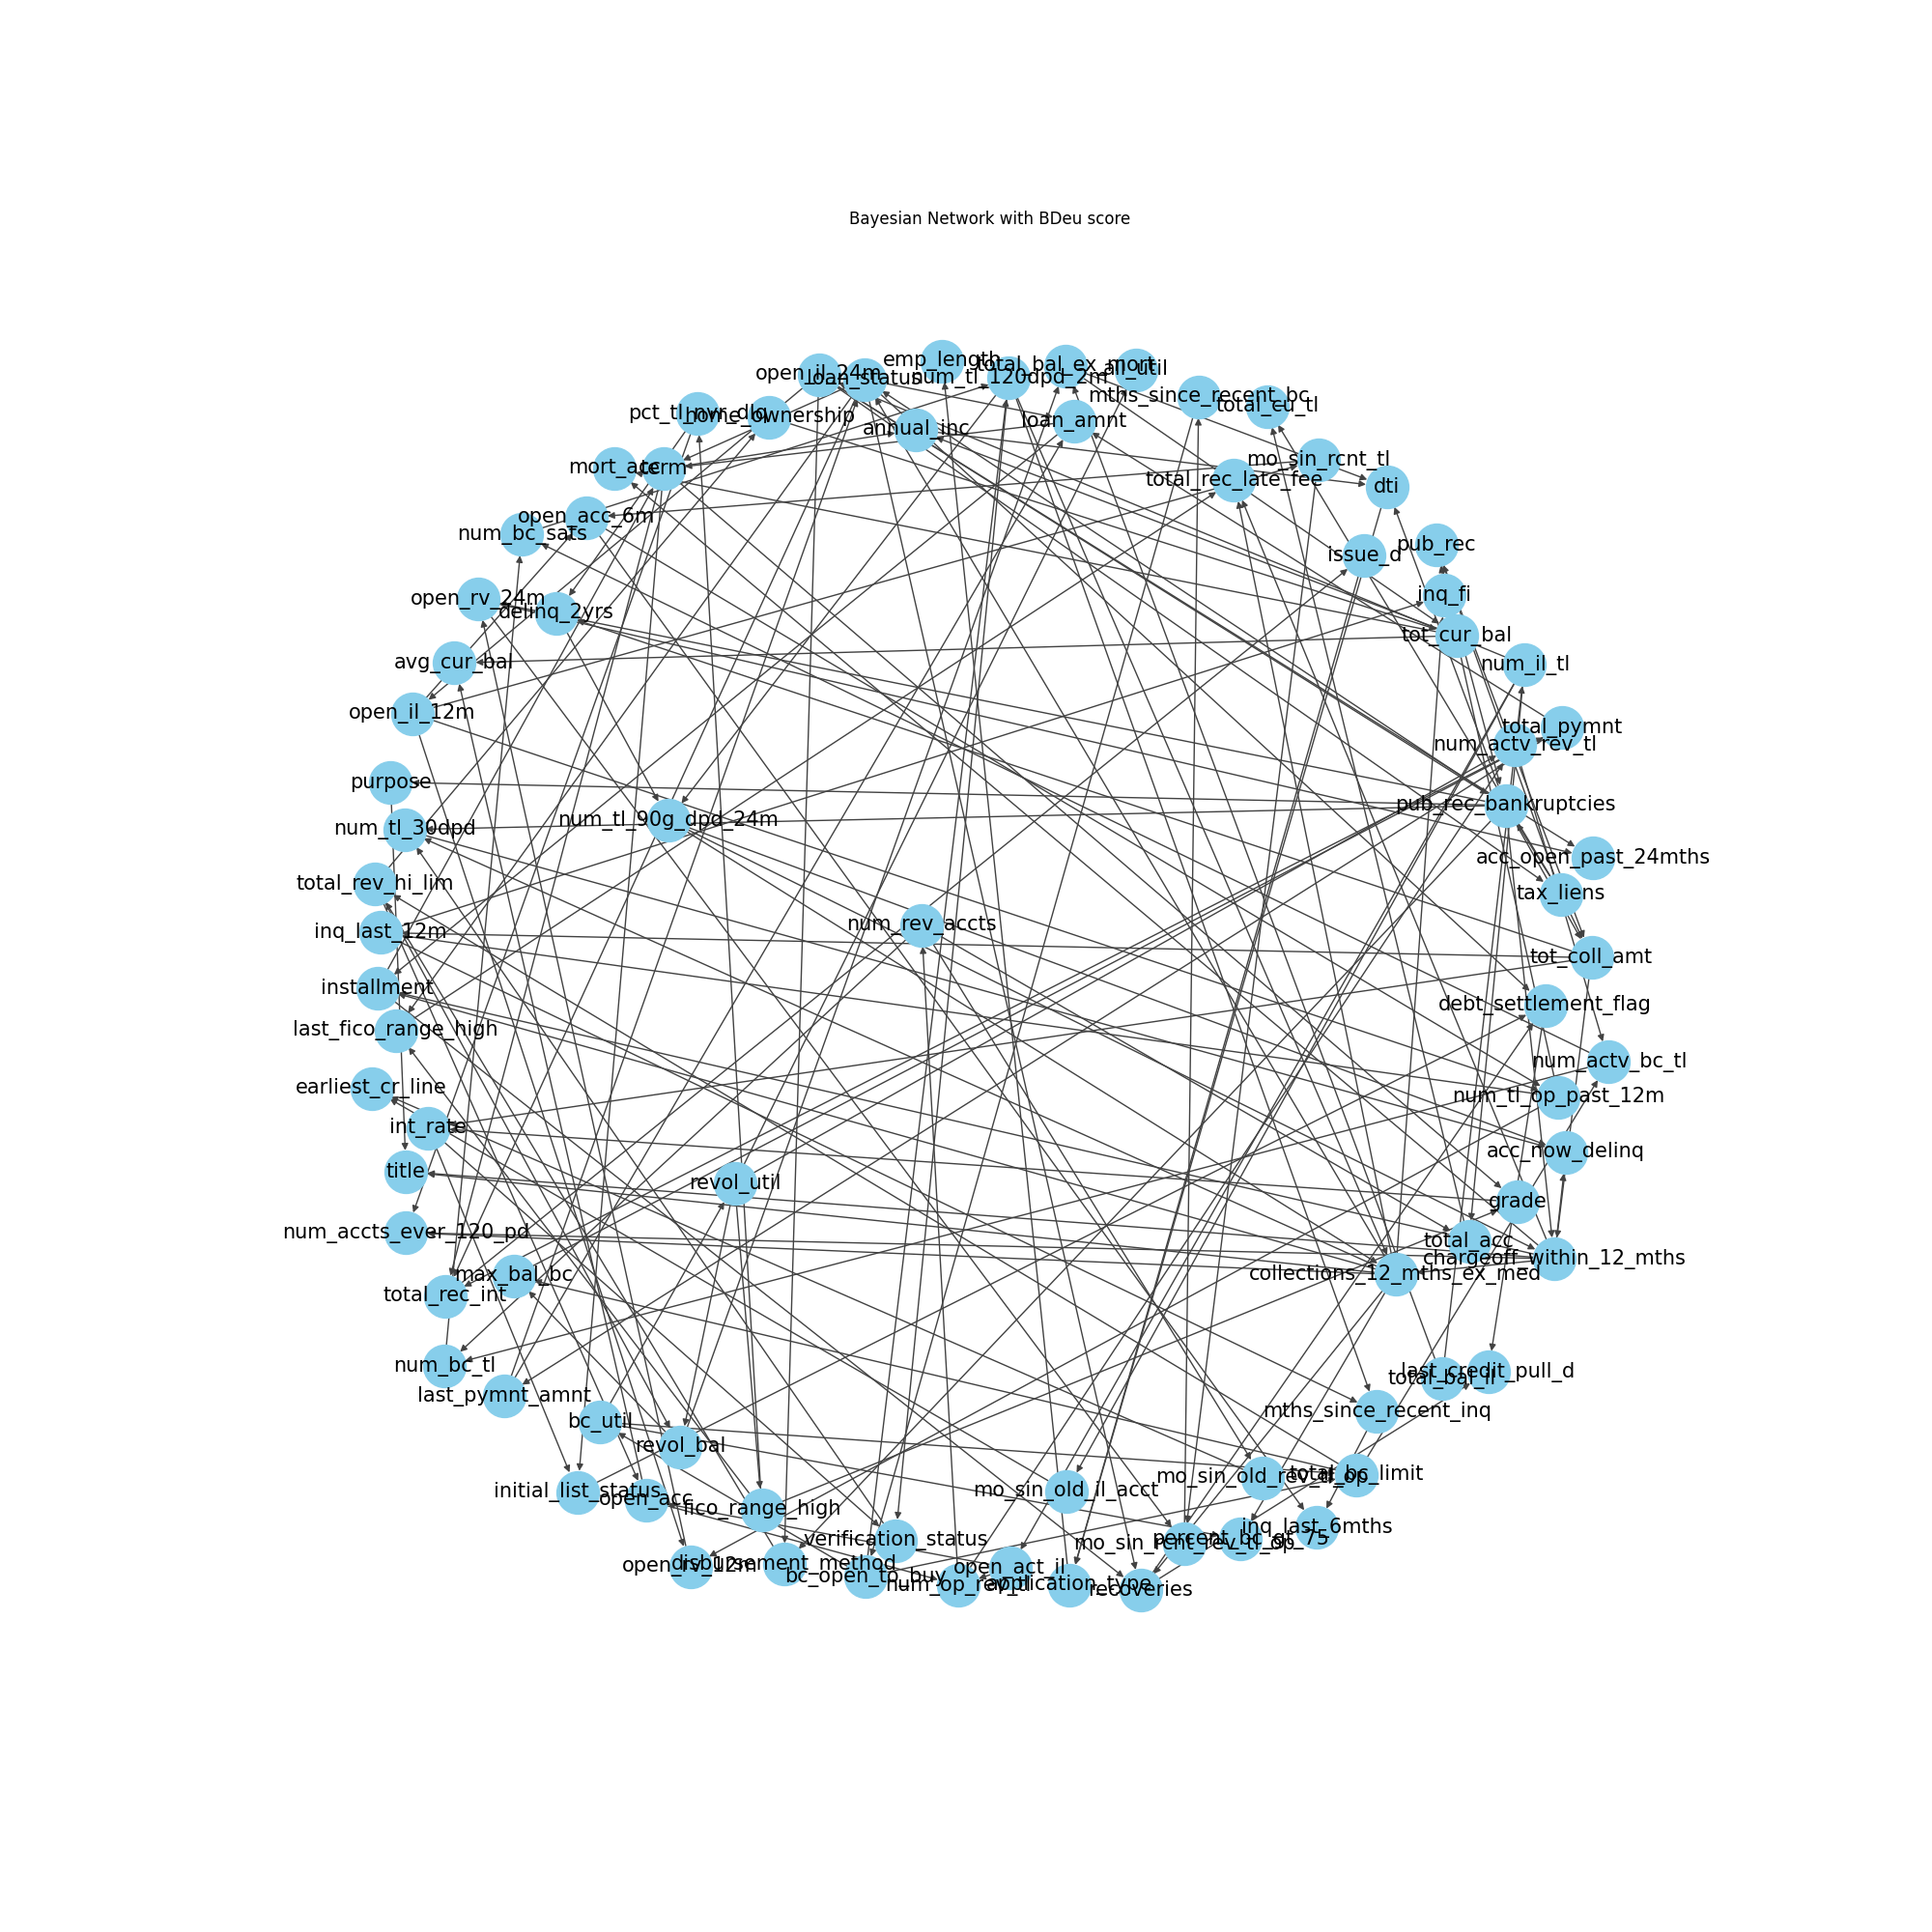 Bayesian Network with BDeu score
emp_length
total_bal_ex_mort
all_util
open_il_24m
loan_status
num_tl_120dpd_2m
mths_since_recent_bc
total_cu_tl
pct_tl_nvr_dlq
home_ownership
annual_inc
loan_amnt
mort_acc
term
mo_sin_rcnt_tl
total_rec_late_fee
dti
open_acc_6m
num_bc_sats
pub_rec
issue_d
open_rv_24m
delinq_2yrs
inq_fi
tot_cur_bal
avg_cur_bal
num_il_tl
open_il_12m
total_pymnt
num_actv_rev_tl
purpose
pub_rec_bankruptcies
num_tl_30dpd
num_tl_90g_dpd_24m
acc_open_past_24mths
total_rev_hi_lim
tax_liens
inq_last_12m
num_rev_accts
tot_coll_amt
installment
debt_settlement_flag
last_fico_range_high
num_actv_bc_tl
earliest_cr_line
num_tl_op_past_12m
int_rate
acc_now_delinq
title
revol_util
grade
num_accts_ever_120_pd
total_acc
chargeoff_within_12_mths
max_bal_bc
collections_12_mths_ex_med
total_rec_int
num_bc_tl
last_credit_pull_d
total_bal_il
last_pymnt_amnt
mths_since_recent_inq
bc_util
revol_bal
mo_sin_old_rev_tl_op
total_bc_limit
initial_list_status
open_acc
mo_sin_old_il_acct
fico_range_high
inq_last_6mths
verification_status
mo_sin_rcnt_rev_tl_op
percent_bc_gt_75
open_rv_12m
disbursement_method
open_act_il
bc_open_to_buy
num_op_rev_tl
application_type
recoveries